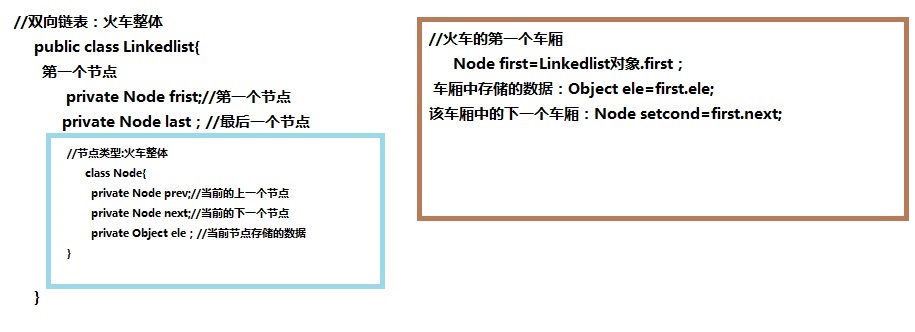 //双向链表：火车整体
public class Linkedlist{
第一个节点
private Node frist;//第一个节点
private Node last；//最后一个节点
//节点类型:火车整体
class Node{
private Node prev;//当前的上一个节点
private Node next;//当前的下一个节点
private Object ele；//当前节点存储的数据
}
}
//火车的第一个车厢
Node first=Linkedlist对象.first；
车厢中存储的数据：Object ele=first.ele;
该车厢中的下一个车厢：Node setcond=first.next;